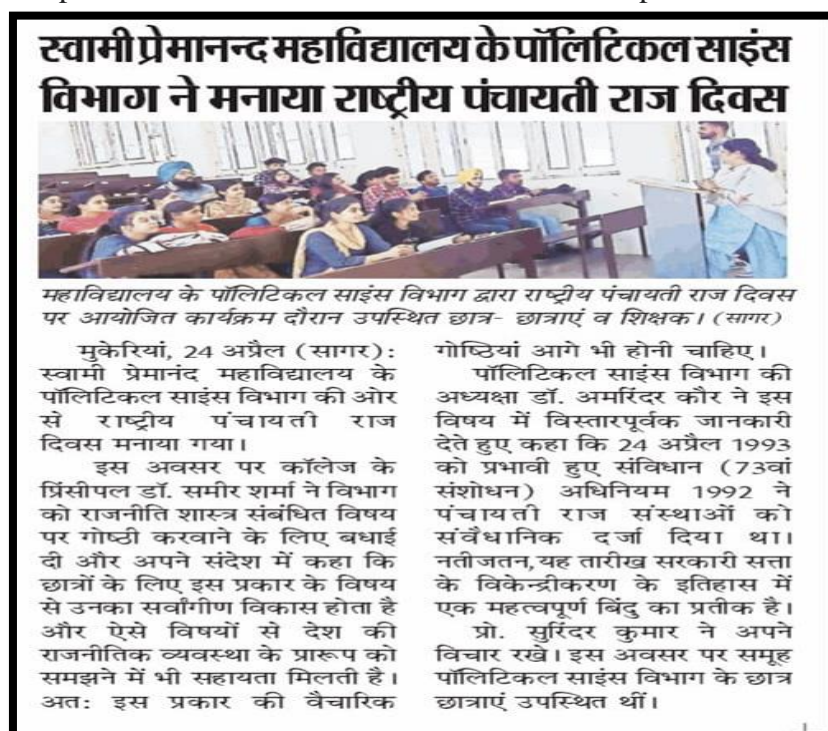 स्वामी प्रेमानन्द महाविद्यालय के पॉलिटिकल साइंस
विभाग ने मनाया राष्ट्रीय पंचायती राज दिवस
महाविद्यालय के पॉलिटिकल साइंस विभाग द्वारा राष्ट्रीय पंचायती राज दिवस
पर आयोजित कार्यक्रम दौरान उपस्थित छात्र- छात्राएं व शिक्षक। (सागर)
मुकेरियां, 24 अप्रैल (सागर):
स्वामी प्रेमानंद महाविद्यालय के
पॉलिटिकल साइंस विभाग की ओर
से राष्ट्रीय पंचायती राज
दिवस मनाया गया।
इस अवसर पर कॉलेज के
प्रिंसीपल डॉ. समीर शर्मा ने विभाग
को राजनीति शास्त्र संबंधित विषय
पर गोष्ठी करवाने के लिए बधाई
दी और अपने संदेश में कहा कि
छात्रों के लिए इस प्रकार के विषय
से उनका सर्वांगीण विकास होता है
और ऐसे विषयों से देश की
राजनीतिक व्यवस्था के प्रारूप को
समझने में भी सहायता मिलती है।
अत: इस प्रकार की वैचारिक
गोष्ठियां आगे भी होनी चाहिए।
पॉलिटिकल साइंस विभाग की
अध्यक्षा डॉ. अमरिंदर कौर ने इस
विषय में विस्तारपूर्वक जानकारी
देते हुए कहा कि 24 अप्रैल 1993
को प्रभावी हुए संविधान (73वां
संशोधन) अधिनियम 1992 ने
पंचायती राज संस्थाओं को
संवैधानिक दर्जा दिया था।
नतीजतन, यह तारीख सरकारी सत्ता
के विकेन्द्रीकरण के इतिहास में
एक महत्वपूर्ण बिंदु का प्रतीक है।
प्रो. सुरिंदर कुमार ने अपने
विचार रखे। इस अवसर पर समूह
पॉलिटिकल साइंस विभाग के छात्र
छात्राएं उपस्थित थीं।